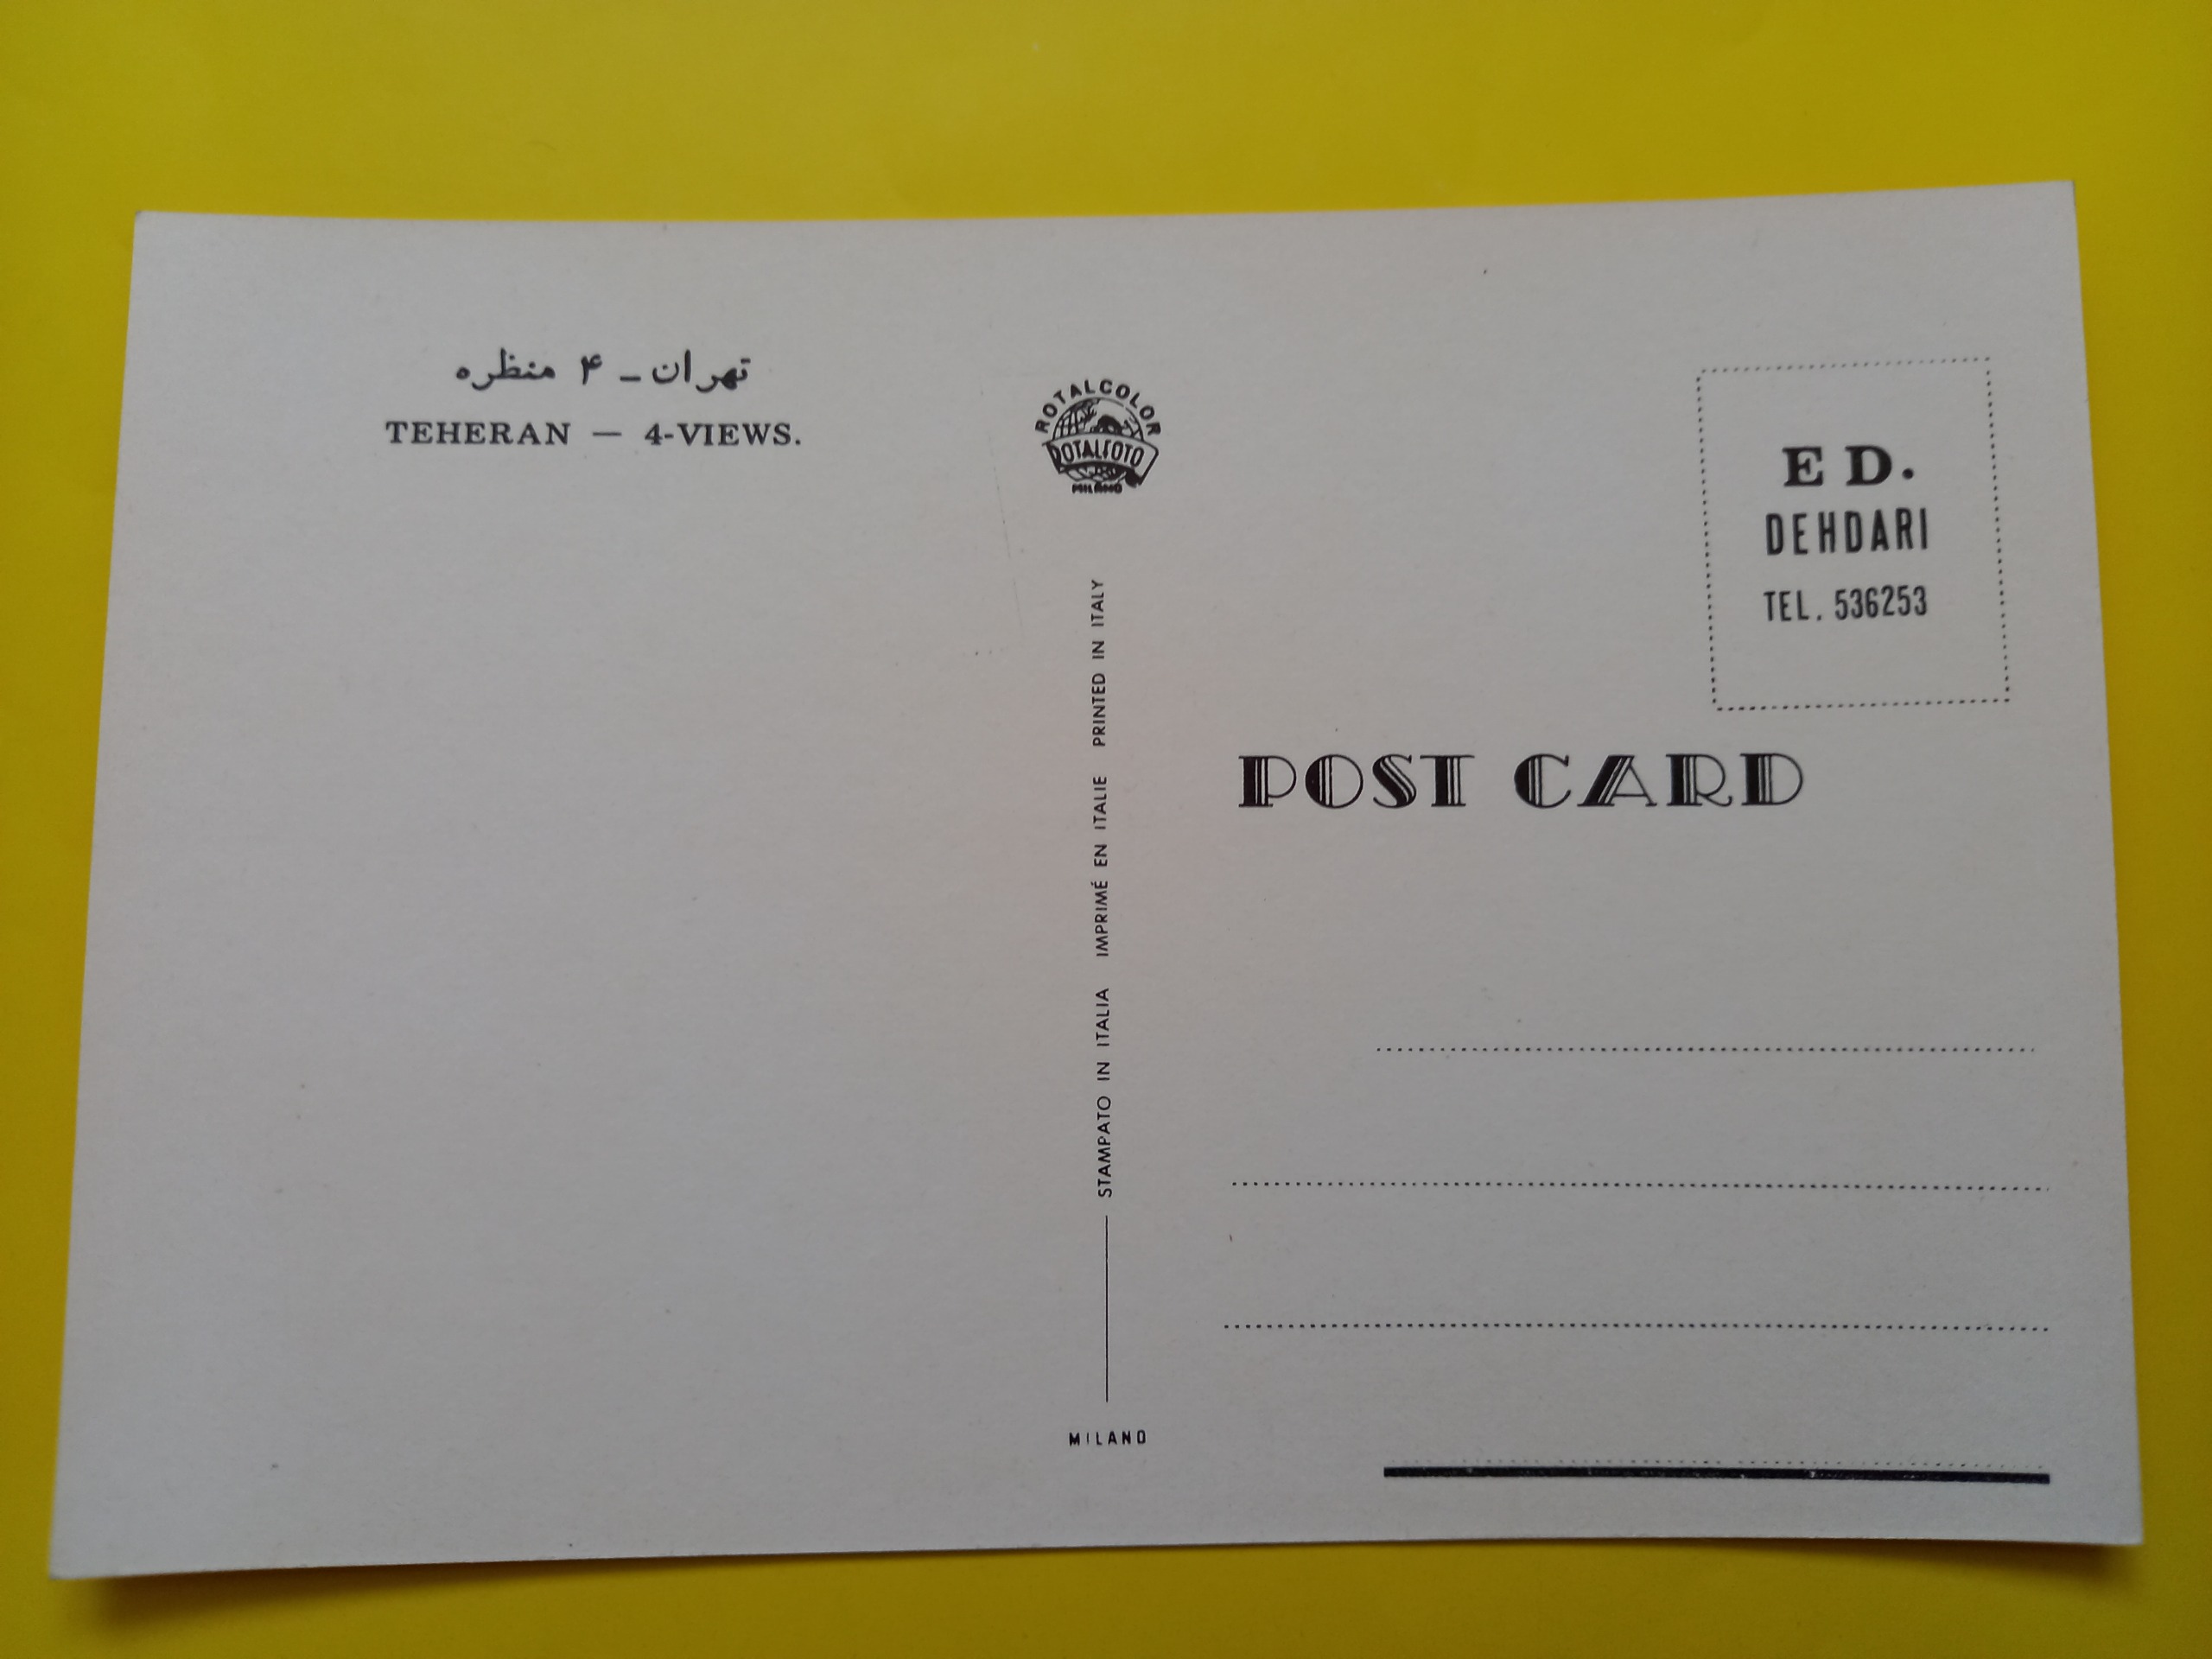 تهران ـ ۴ منظره
TEHERAN — 4-VIEWS.
ROTALCOLOR
ROTALFOTO
MILANO
STAMPATO IN ITALIA IMPRIMÉ EN ITALIE PRINTED IN ITALY
MILANO
ED.
DEHDARI
TEL. 536253
POST CARD